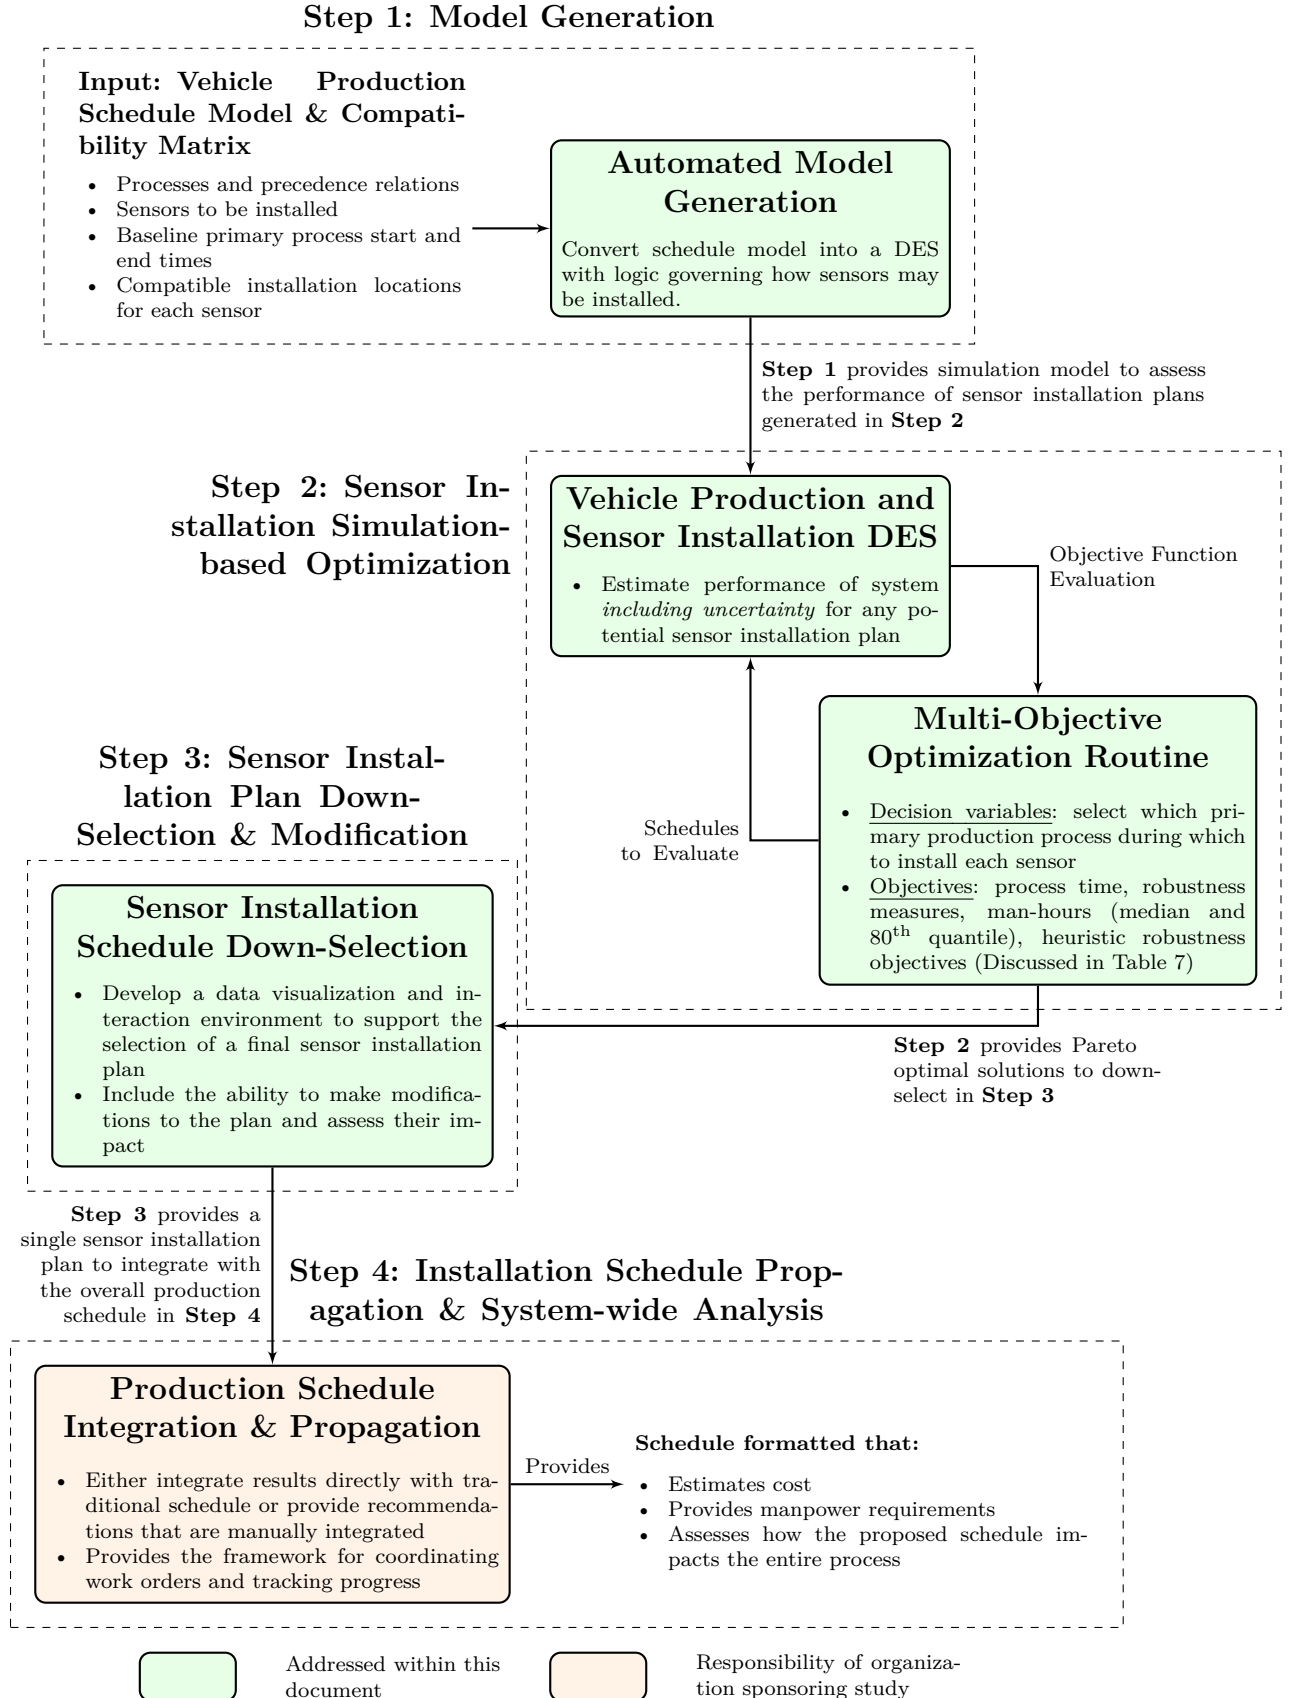 Step 1: Model Generation
Input: Vehicle Production
Schedule Model & Compati-
bility Matrix
• Processes and precedence relations
• Sensors to be installed
• Baseline primary process start and
end times
• Compatible installation locations
for each sensor
Automated Model
Generation
Convert schedule model into a DES
with logic governing how sensors may
be installed.
Step 1 provides simulation model to assess
the performance of sensor installation plans
generated in Step 2
Step 2: Sensor In-
stallation Simulation-
based Optimization
Vehicle Production and
Sensor Installation DES
• Estimate performance of system
including uncertainty for any po-
tential sensor installation plan
Objective Function
Evaluation
Multi-Objective
Optimization Routine
• Decision variables: select which pri-
mary production process during which
to install each sensor
• Objectives: process time, robustness
measures, man-hours (median and
80th quantile), heuristic robustness
objectives (Discussed in Table 7)
Schedules
to Evaluate
Step 2 provides Pareto
optimal solutions to down-
select in Step 3
Step 3: Sensor Instal-
lation Plan Down-
Selection & Modification
Sensor Installation
Schedule Down-Selection
• Develop a data visualization and in-
teraction environment to support the
selection of a final sensor installation
plan
• Include the ability to make modifica-
tions to the plan and assess their im-
pact
Step 3 provides a
single sensor installation
plan to integrate with
the overall production
schedule in Step 4
Step 4: Installation Schedule Prop-
agation & System-wide Analysis
Production Schedule
Integration & Propagation
• Either integrate results directly with tra-
ditional schedule or provide recommenda-
tions that are manually integrated
• Provides the framework for coordinating
work orders and tracking progress
Provides
Schedule formatted that:
• Estimates cost
• Provides manpower requirements
• Assesses how the proposed schedule im-
pacts the entire process
Addressed within this
document
Responsibility of organiza-
tion sponsoring study